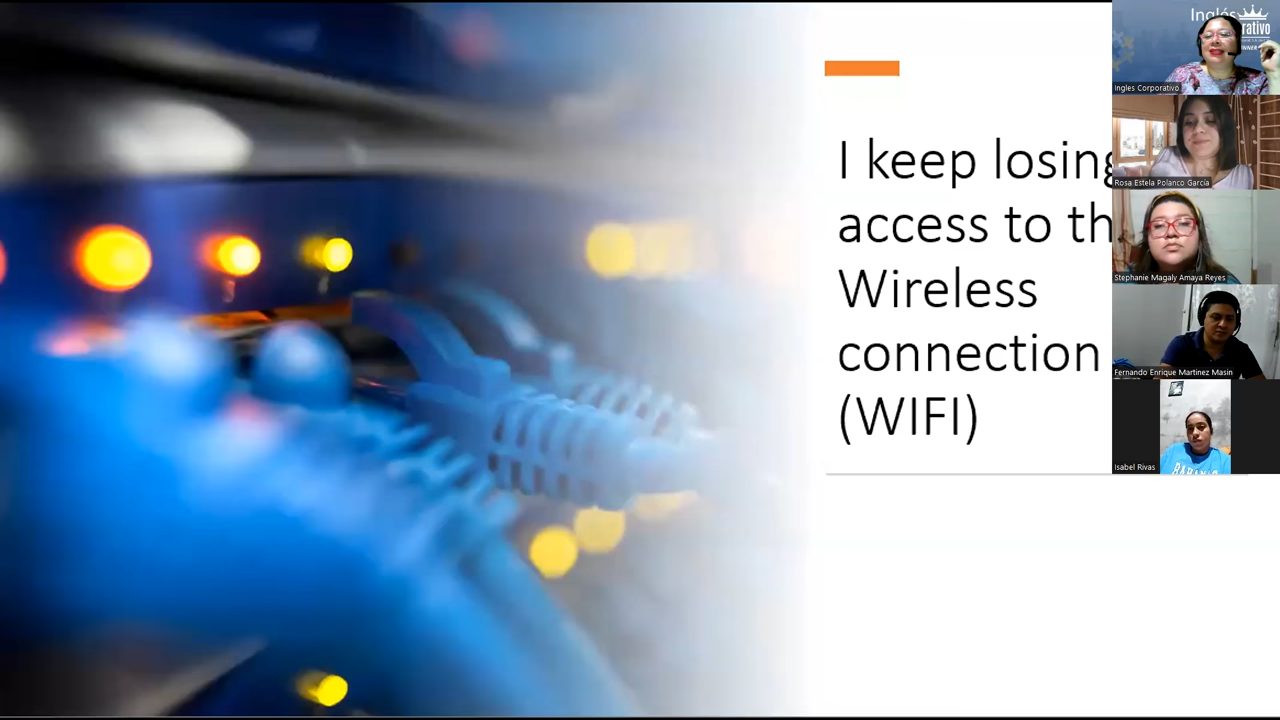 I keep losing
access to th
Wireless
connection
(WIFI)
Inglés
rativo
Ingles Corporativo
Rosa Estela Polanco García
Stephanie Magaly Amaya Reyes
Fernando Enrique Martinez Masin
Isabel Rivas